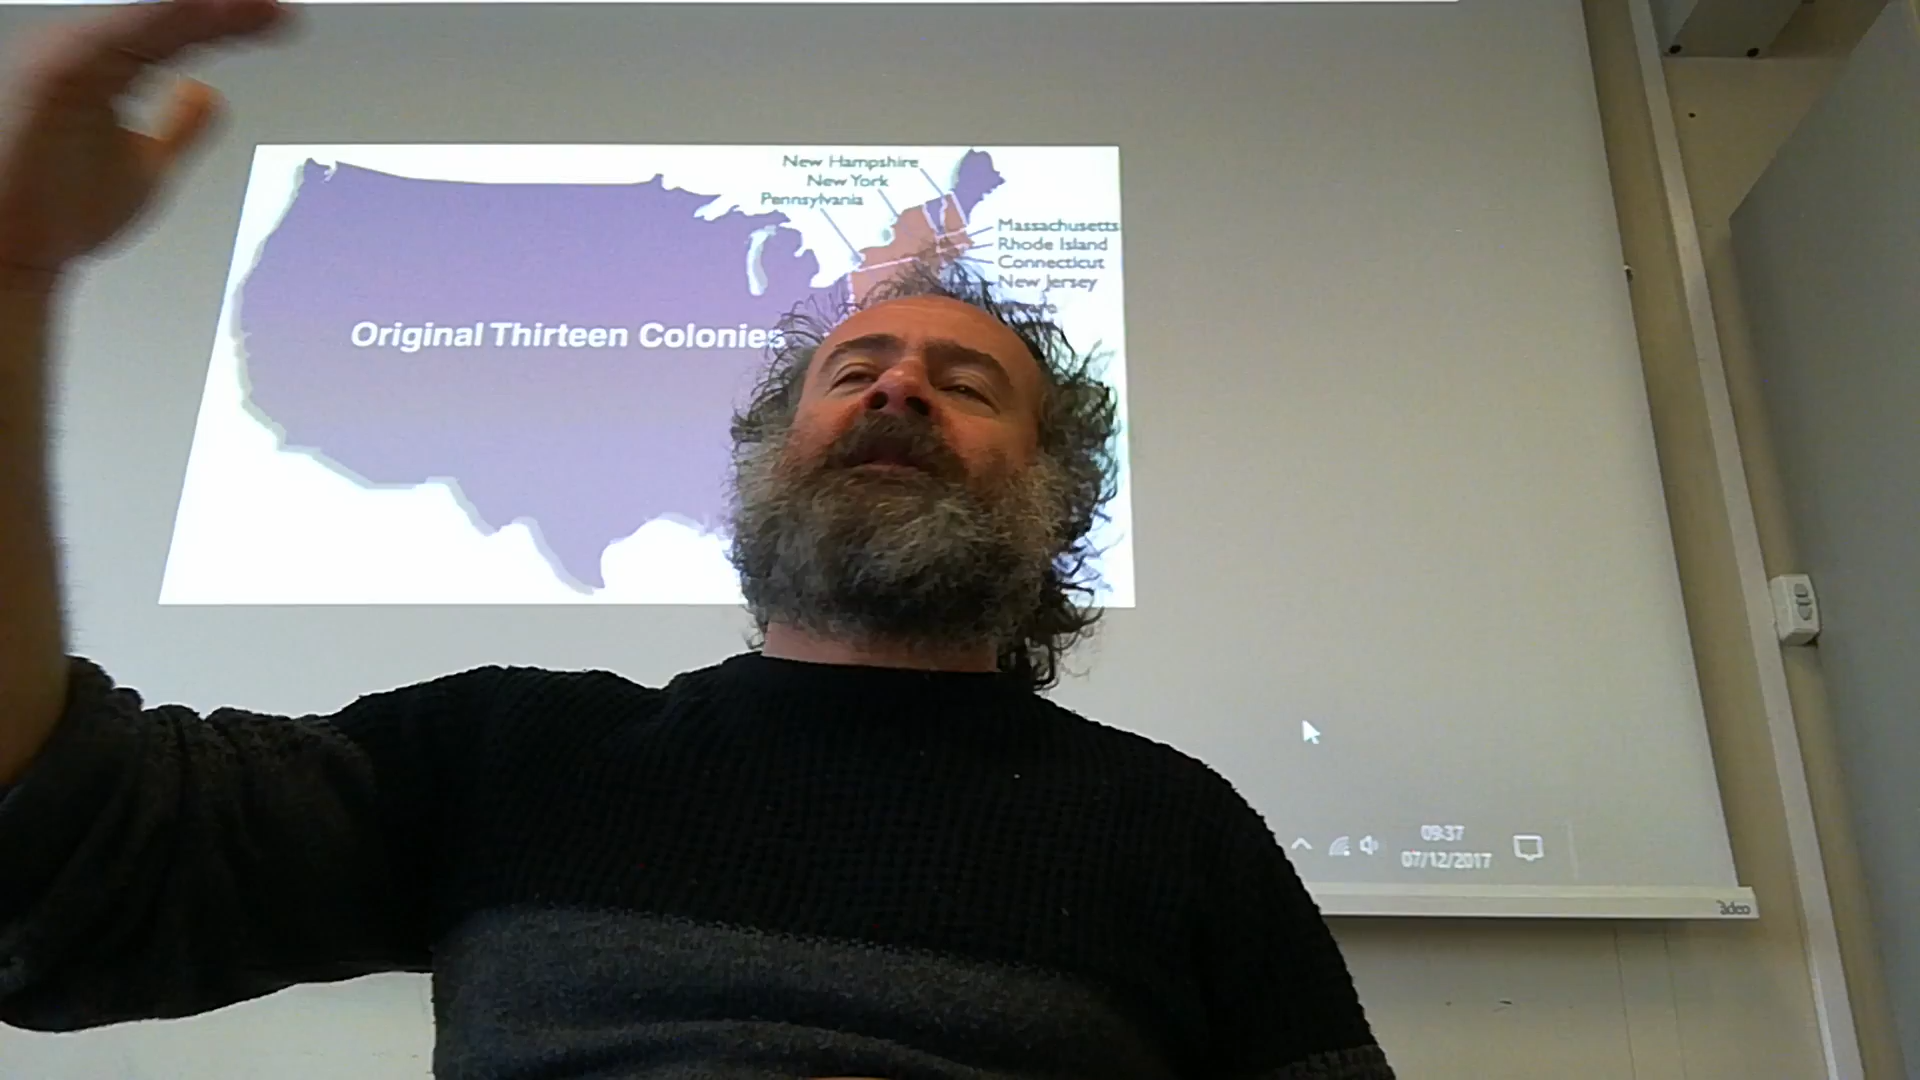 New Hampshire
New York
Pennsylvania
Massachusetts
Rhode Island
Connecticut
New Jersey
Original Thirteen Colonies
09:37
07/12/2017